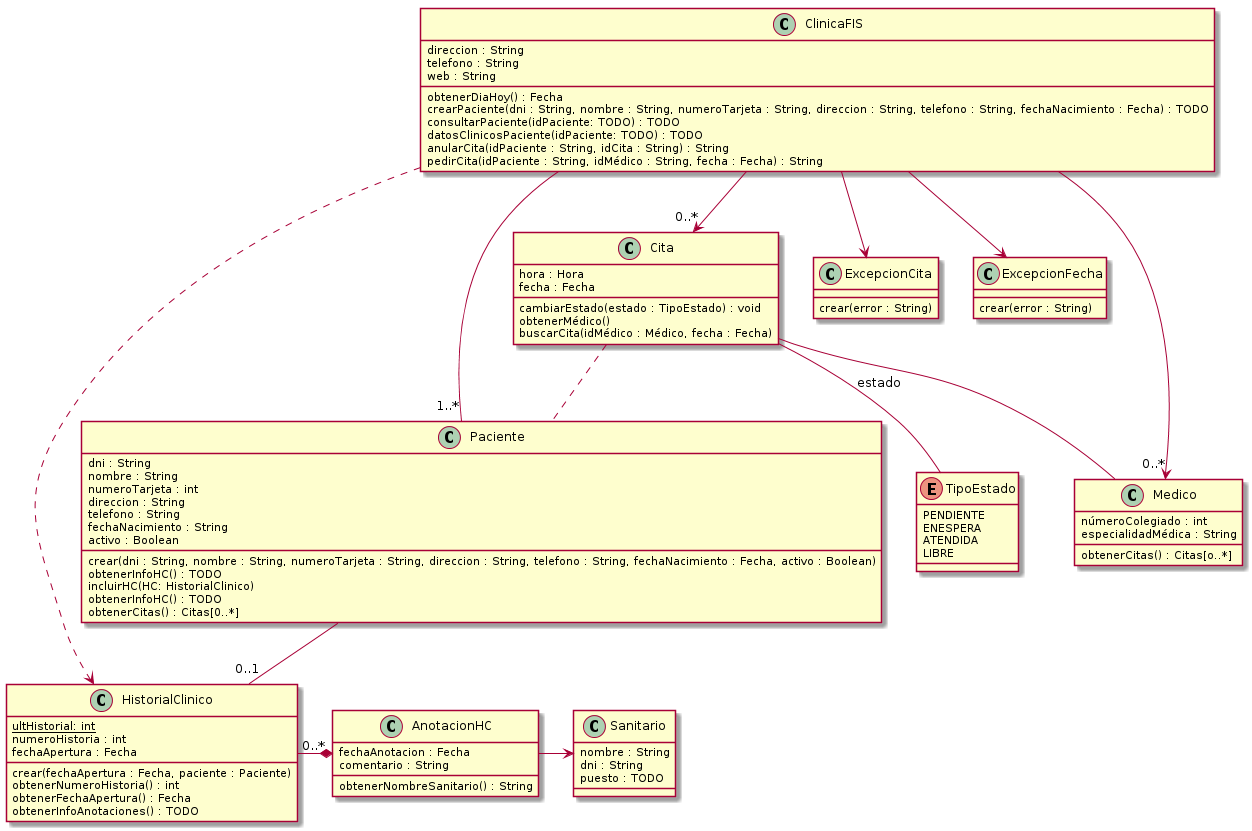 C ClinicaFIS
direccion : String
telefono : String
web : String
obtenerDiaHoy() : Fecha
crearPaciente(dni : String, nombre : String, numeroTarjeta : String, direccion : String, telefono : String, fechaNacimiento : Fecha) : TODO
consultarPaciente(idPaciente: TODO) : TODO
datosClinicosPaciente(idPaciente: TODO) : TODO
anularCita(idPaciente : String, idCita : String) : String
pedirCita(idPaciente : String, idMédico : String, fecha : Fecha) : String
0..*
C Cita
hora : Hora
fecha : Fecha
cambiarEstado(estado : TipoEstado) : void
obtenerMédico()
buscarCita(idMédico : Médico, fecha : Fecha)
C ExcepcionCita
crear(error : String)
C ExcepcionFecha
crear(error : String)
estado
1..*
0..*
C Paciente
dni : String
nombre : String
numeroTarjeta : int
direccion : String
telefono : String
fechaNacimiento : String
activo : Boolean
crear(dni : String, nombre : String, numeroTarjeta : String, direccion : String, telefono : String, fechaNacimiento : Fecha, activo : Boolean)
obtenerInfoHC() : TODO
incluirHC(HC: HistorialClinico)
obtenerInfoHC() : TODO
obtenerCitas() : Citas[0..*]
E TipoEstado
PENDIENTE
ENESPERA
ATENDIDA
LIBRE
C Medico
númeroColegiado : int
especialidadMédica : String
obtenerCitas() : Citas[o..*]
0..1
C HistorialClinico
ultHistorial: int
numeroHistoria : int
fechaApertura : Fecha
crear(fechaApertura : Fecha, paciente : Paciente)
obtenerNumeroHistoria() : int
obtenerFechaApertura() : Fecha
obtenerInfoAnotaciones() : TODO
0..*
C AnotacionHC
fechaAnotacion : Fecha
comentario : String
obtenerNombreSanitario() : String
C Sanitario
nombre : String
dni : String
puesto : TODO